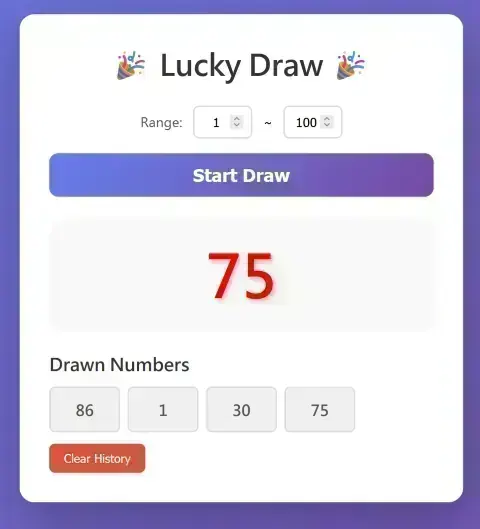 🎉 Lucky Draw 🎉
Range: 1 ~ 100
Start Draw
75
Drawn Numbers
86 1 30 75
Clear History